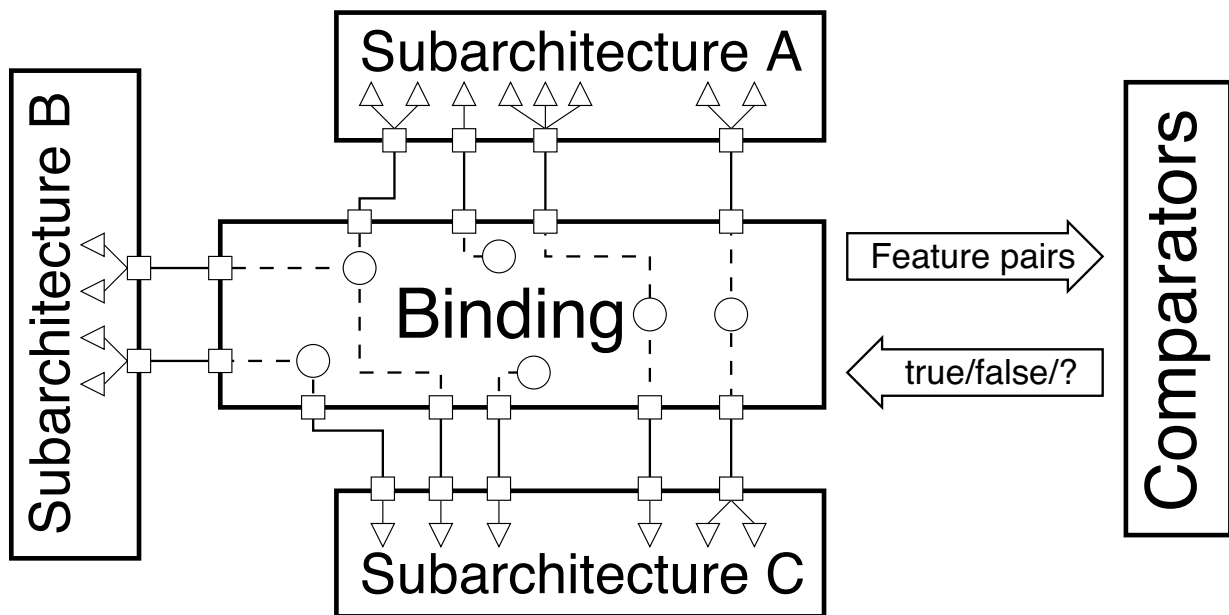 Subarchitecture A
Subarchitecture B
Binding
Feature pairs
true/false/?
Comparators
Subarchitecture C